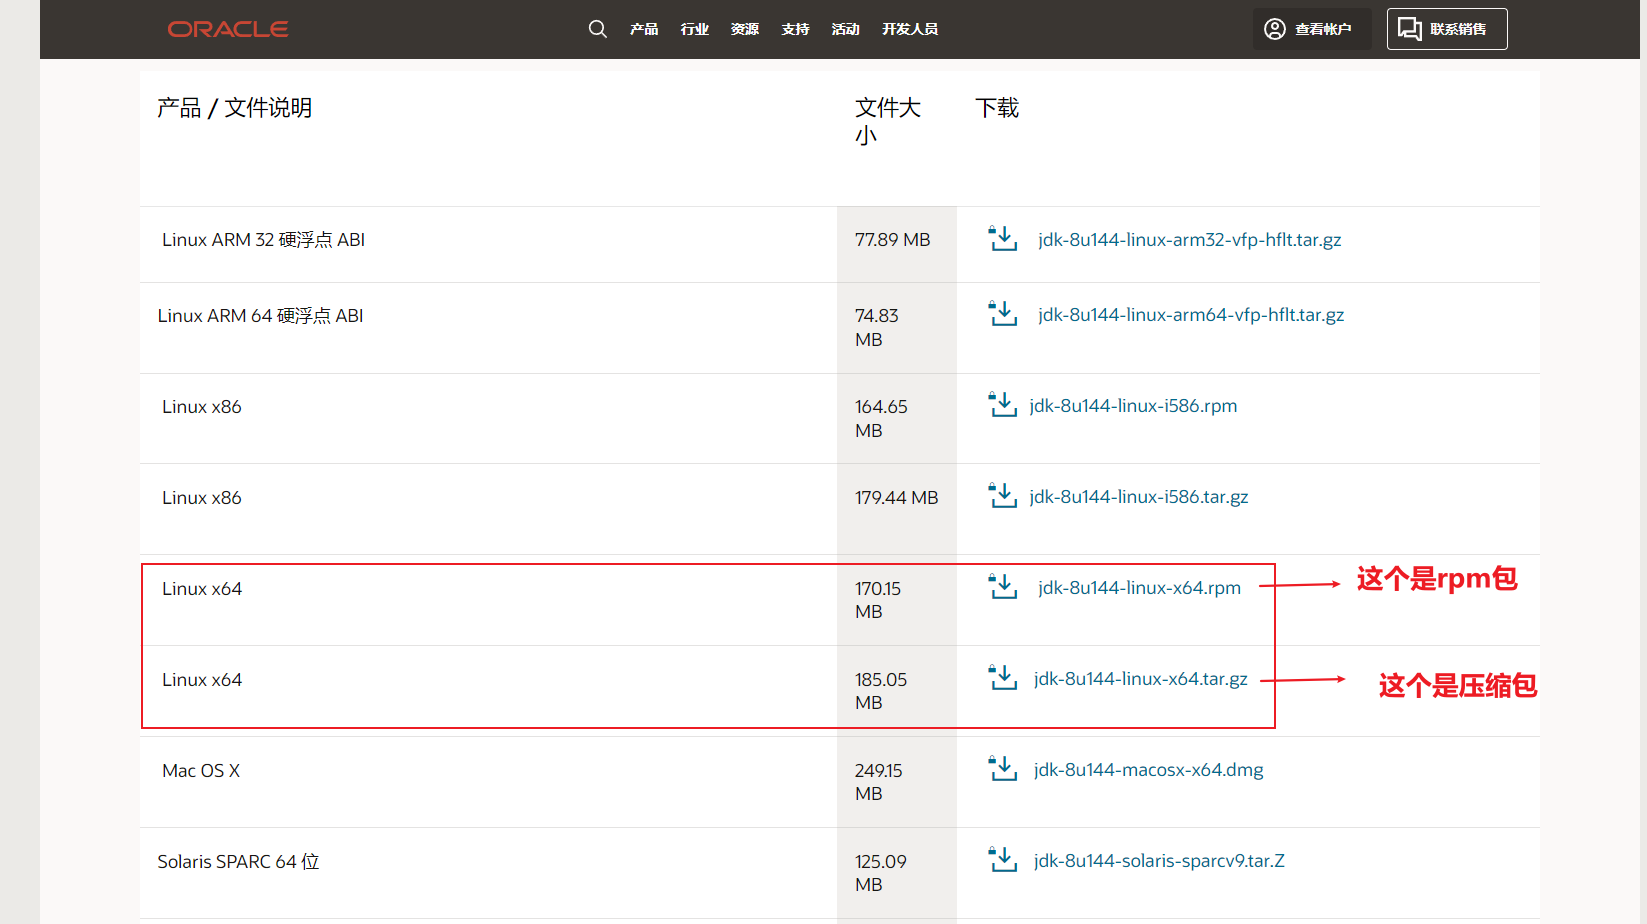 ORACLE 产品 行业 资源 支持 活动 开发人员 查看帐户 联系销售
产品 / 文件说明 文件大小 下载
Linux ARM 32 硬浮点 ABI 77.89 MB jdk-8u144-linux-arm32-vfp-hflt.tar.gz
Linux ARM 64 硬浮点 ABI 74.83 MB jdk-8u144-linux-arm64-vfp-hflt.tar.gz
Linux x86 164.65 MB jdk-8u144-linux-i586.rpm
Linux x86 179.44 MB jdk-8u144-linux-i586.tar.gz
Linux x64 170.15 MB jdk-8u144-linux-x64.rpm 这个是rpm包
Linux x64 185.05 MB jdk-8u144-linux-x64.tar.gz 这个是压缩包
Mac OS X 249.15 MB jdk-8u144-macosx-x64.dmg
Solaris SPARC 64 位 125.09 MB jdk-8u144-solaris-sparcv9.tar.Z